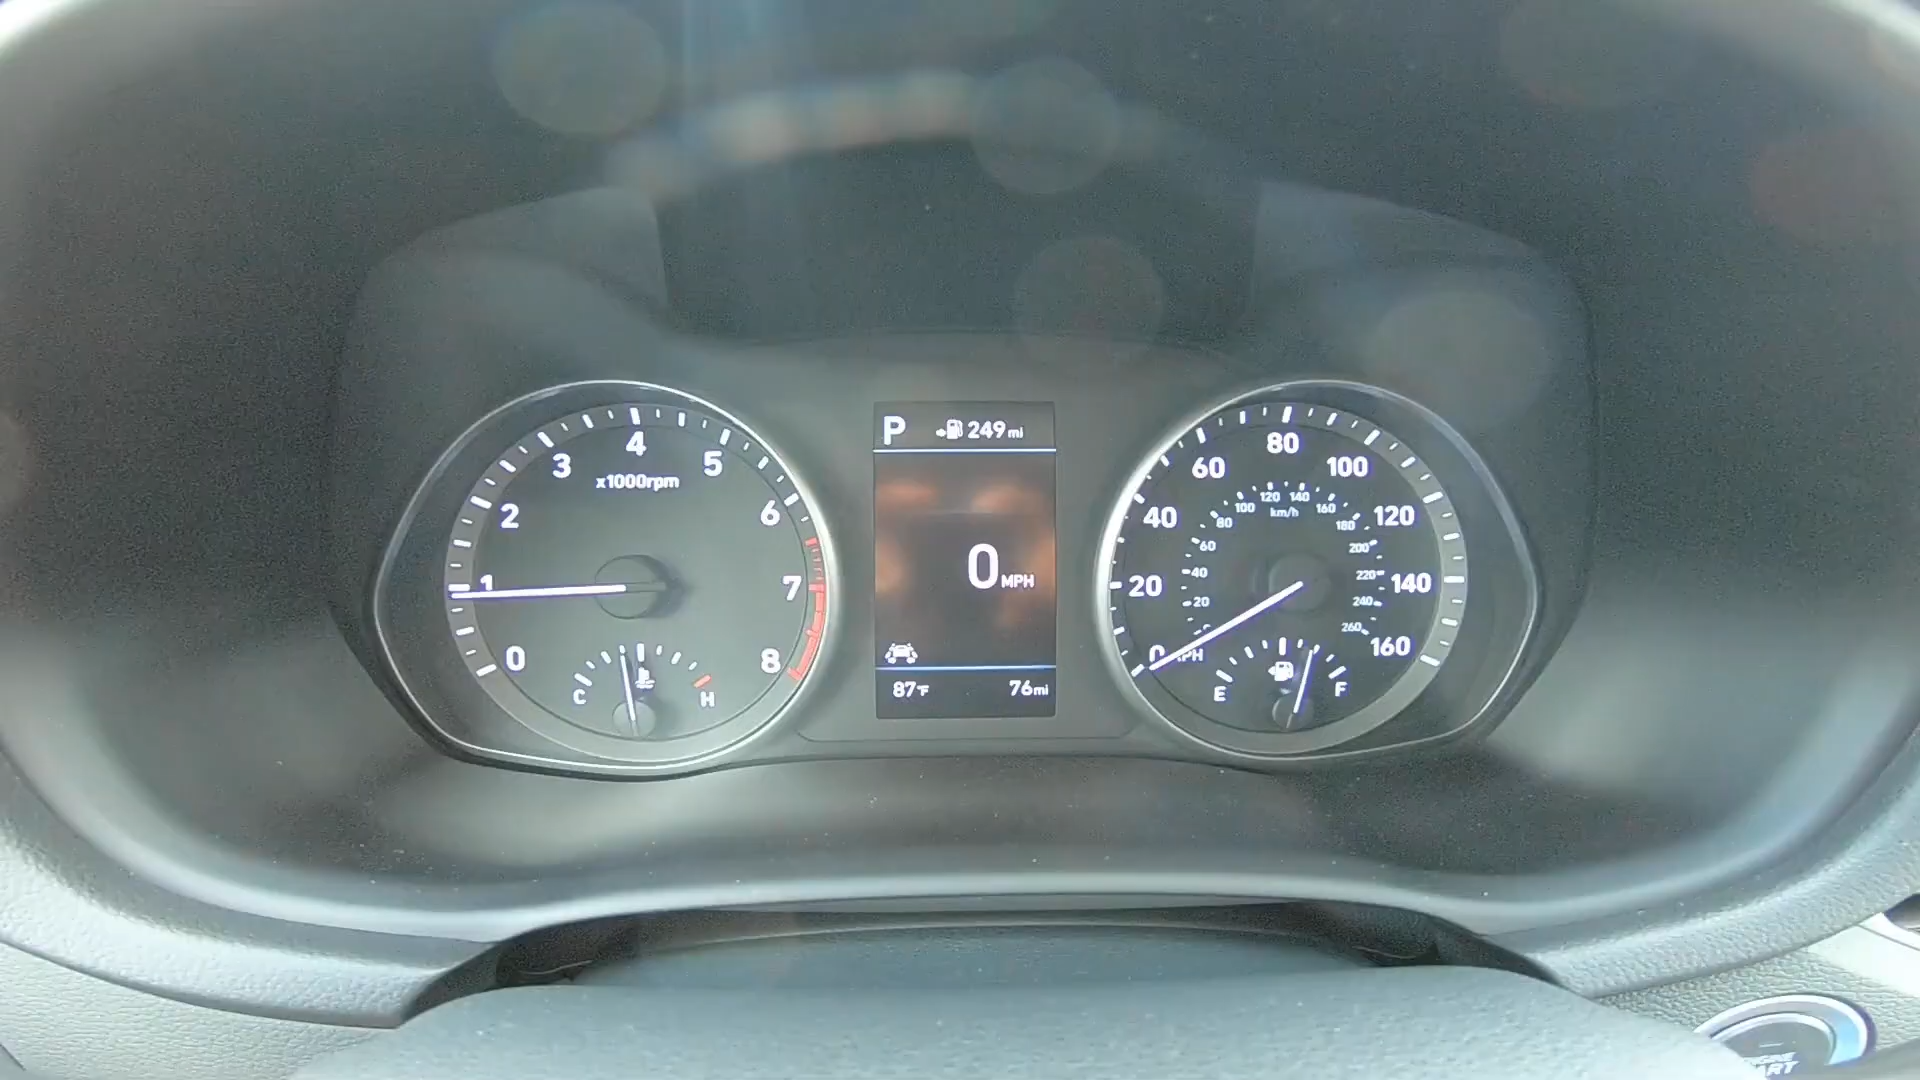 P 249 mi
0 MPH
87°F 76mi
4
3 5
x1000rpm
2 6
1 7
0 8
C H
80
60 100
40 120
20 140
0 MPH 160
120 140
100 km/h 160
80 180
60 200
40 220
20 240
260
E F